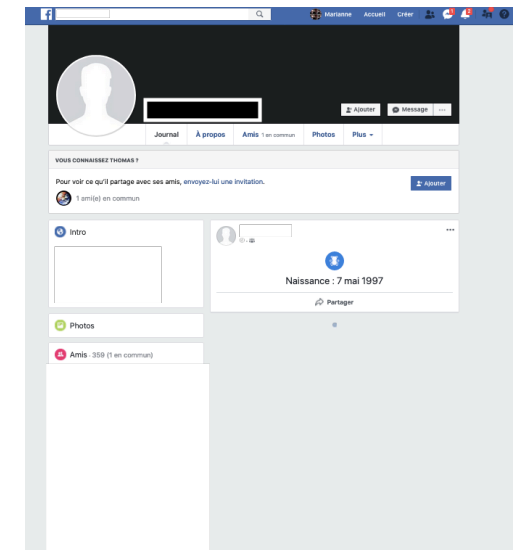 f
Marianne Accueil Créer
Ajouter Message ...
Journal À propos Amis 1 en commun Photos Plus
VOUS CONNAISSEZ THOMAS ?
Pour voir ce qu'il partage avec ses amis, envoyez-lui une invitation.
Ajouter
1 ami(e) en commun
Intro
Naissance : 7 mai 1997
Partager
Photos
Amis · 359 (1 en commun)